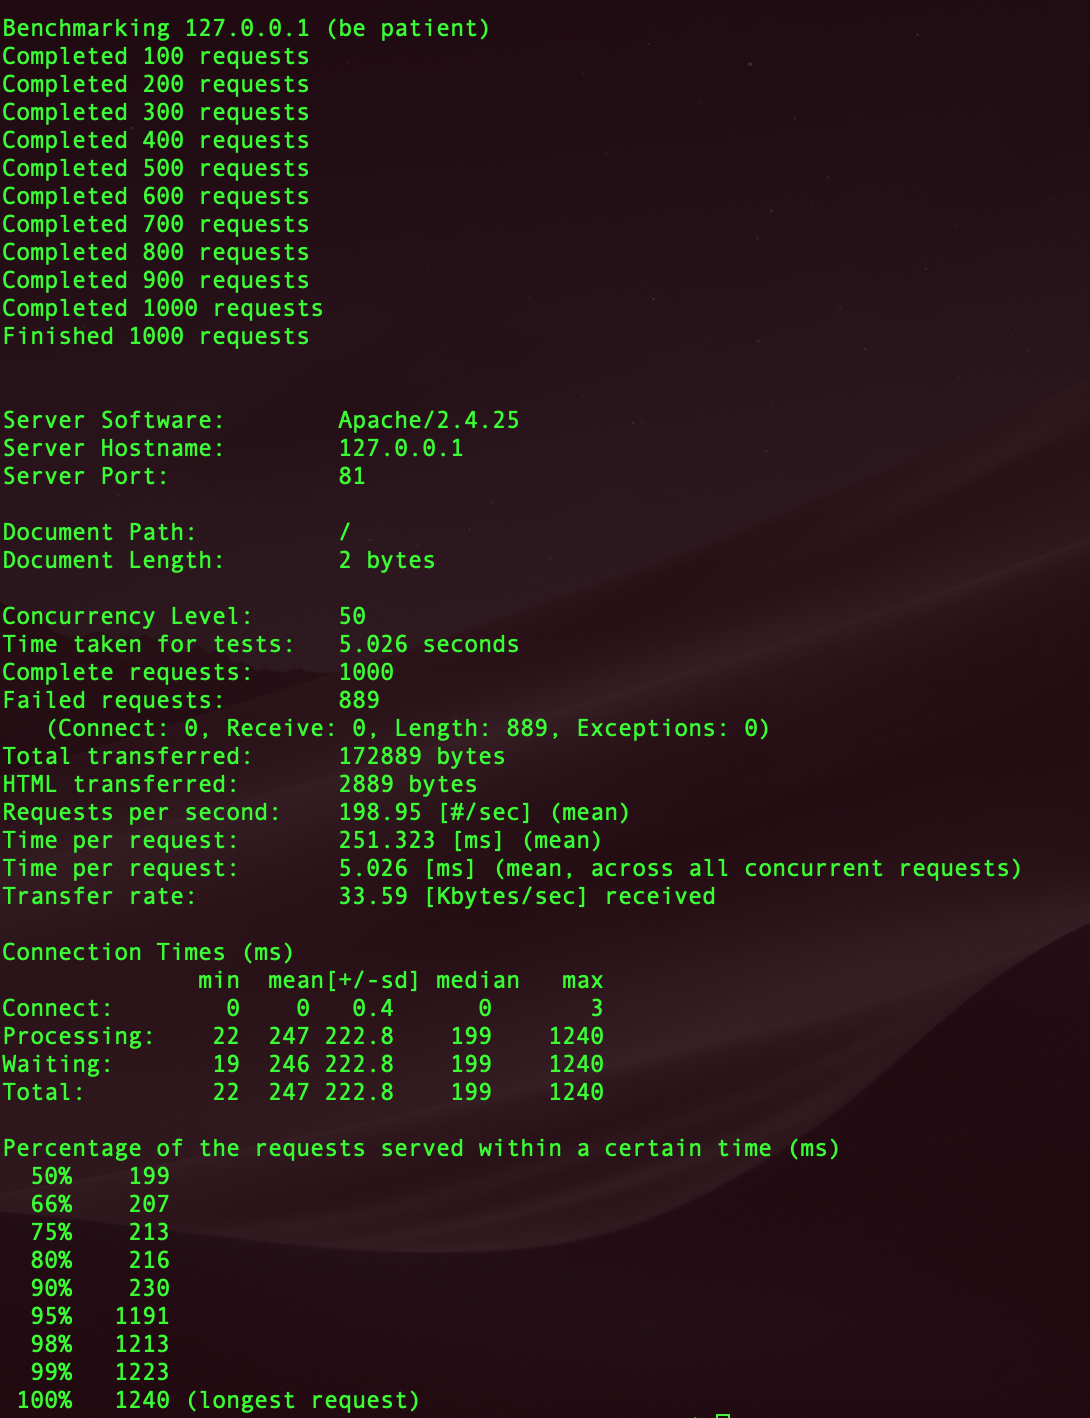 Benchmarking 127.0.0.1 (be patient)
Completed 100 requests
Completed 200 requests
Completed 300 requests
Completed 400 requests
Completed 500 requests
Completed 600 requests
Completed 700 requests
Completed 800 requests
Completed 900 requests
Completed 1000 requests
Finished 1000 requests
Server Software:        Apache/2.4.25
Server Hostname:        127.0.0.1
Server Port:            81
Document Path:          /
Document Length:        2 bytes
Concurrency Level:      50
Time taken for tests:   5.026 seconds
Complete requests:      1000
Failed requests:        889
   (Connect: 0, Receive: 0, Length: 889, Exceptions: 0)
Total transferred:      172889 bytes
HTML transferred:       2889 bytes
Requests per second:    198.95 [#/sec] (mean)
Time per request:       251.323 [ms] (mean)
Time per request:       5.026 [ms] (mean, across all concurrent requests)
Transfer rate:          33.59 [Kbytes/sec] received
Connection Times (ms)
              min  mean[+/-sd] median   max
Connect:        0    0   0.4      0       3
Processing:    22  247 222.8    199    1240
Waiting:       19  246 222.8    199    1240
Total:         22  247 222.8    199    1240
Percentage of the requests served within a certain time (ms)
  50%    199
  66%    207
  75%    213
  80%    216
  90%    230
  95%   1191
  98%   1213
  99%   1223
 100%   1240 (longest request)